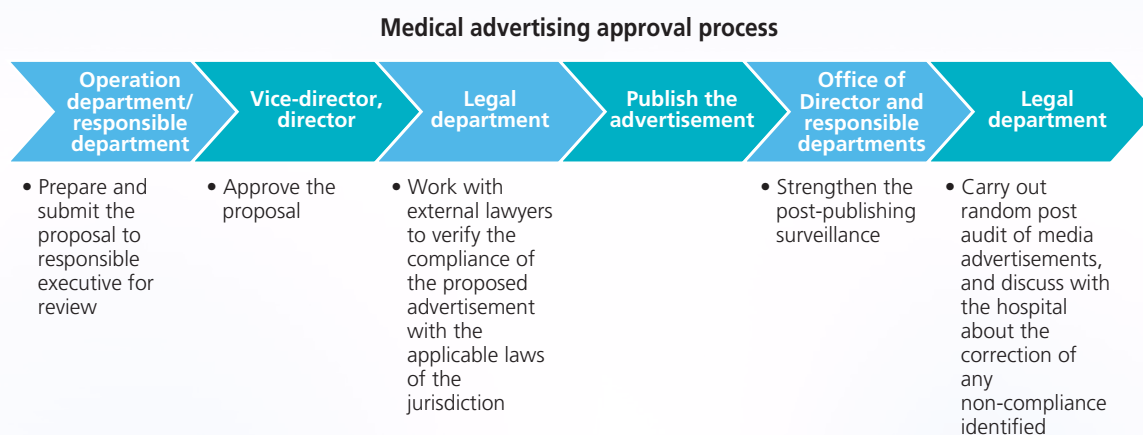 Medical advertising approval process
Operation
department/
responsible
department
Vice-director,
director
Legal
department
Publish the
advertisement
Office of
Director and
responsible
departments
Legal
department
• Prepare and
submit the
proposal to
responsible
executive for
review
• Approve the
proposal
• Work with
external lawyers
to verify the
compliance of
the proposed
advertisement
with the
applicable laws
of the
jurisdiction
• Strengthen the
post-publishing
surveillance
• Carry out
random post
audit of media
advertisements,
and discuss with
the hospital
about the
correction of
any
non-compliance
identified